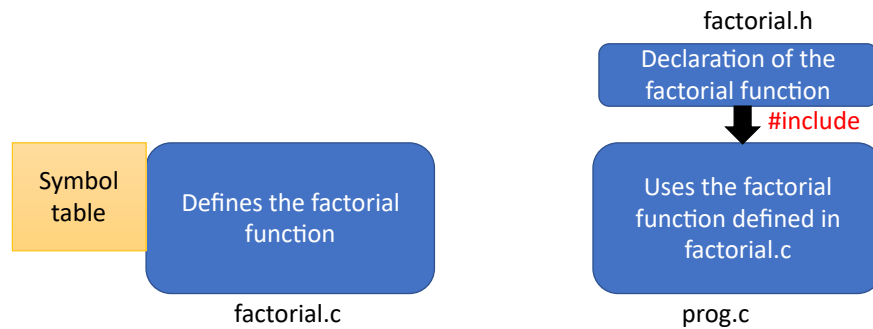 factorial.h
Declaration of the
factorial function
#include
Symbol
table
Defines the factorial
function
factorial.c
Uses the factorial
function defined in
factorial.c
prog.c